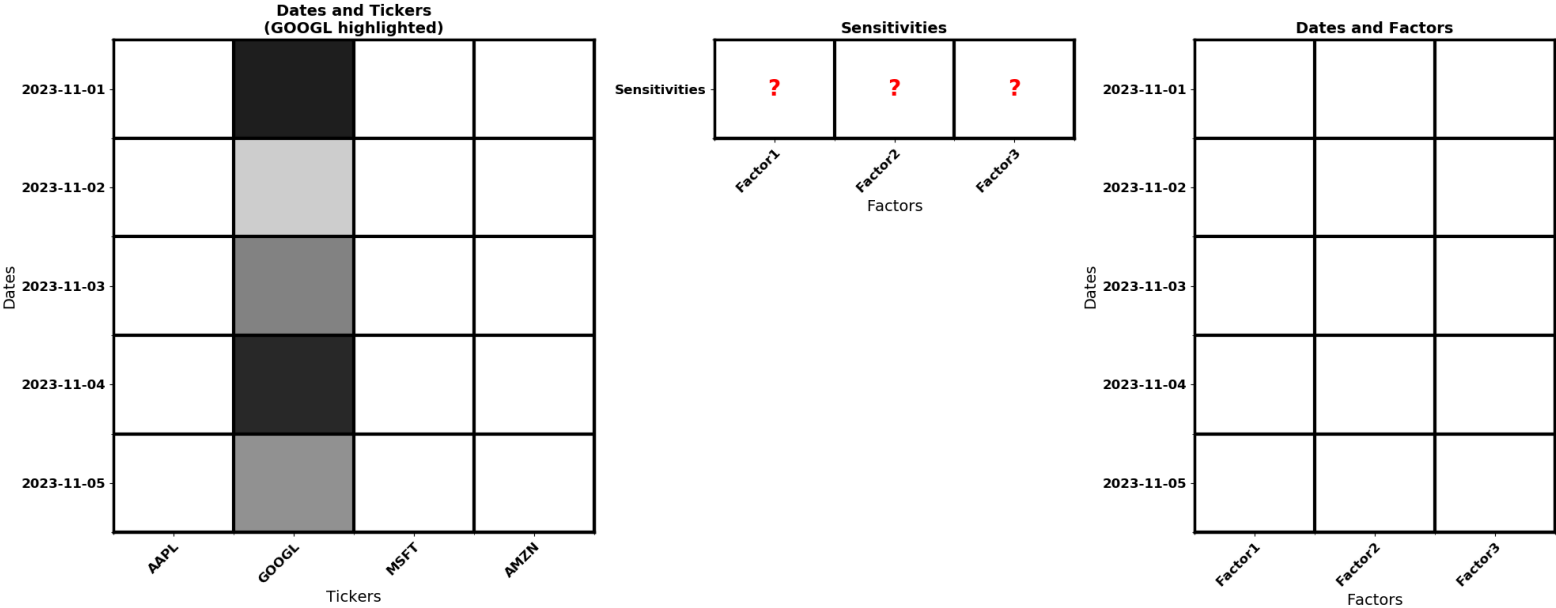 Dates and Tickers
(GOOGL highlighted)
2023-11-01
2023-11-02
2023-11-03
2023-11-04
2023-11-05
Dates
AAPL
GOOGL
MSFT
AMZN
Tickers
Sensitivities
Sensitivities
?
?
?
Factor1
Factor2
Factor3
Factors
Dates and Factors
2023-11-01
2023-11-02
2023-11-03
2023-11-04
2023-11-05
Dates
Factor1
Factor2
Factor3
Factors